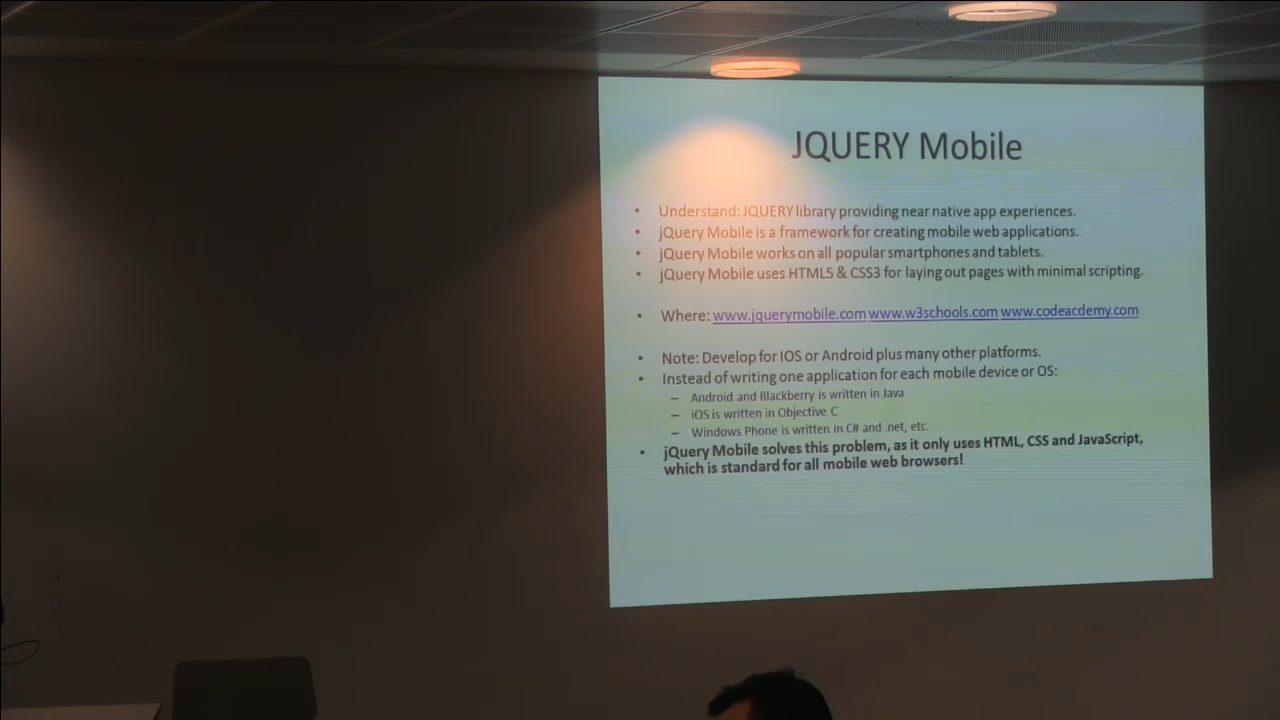 JQUERY Mobile
• Understand: JQUERY library providing near native app experiences.
• jQuery Mobile is a framework for creating mobile web applications.
• jQuery Mobile works on all popular smartphones and tablets.
• jQuery Mobile uses HTML5 & CSS3 for laying out pages with minimal scripting.
• Where: www.jquerymobile.com www.w3schools.com www.codeacdemy.com
• Note: Develop for IOS or Android plus many other platforms.
• Instead of writing one application for each mobile device or OS:
– Android and Blackberry is written in Java
– iOS is written in Objective C
– Windows Phone is written in C# and .net, etc.
• jQuery Mobile solves this problem, as it only uses HTML, CSS and JavaScript,
which is standard for all mobile web browsers!